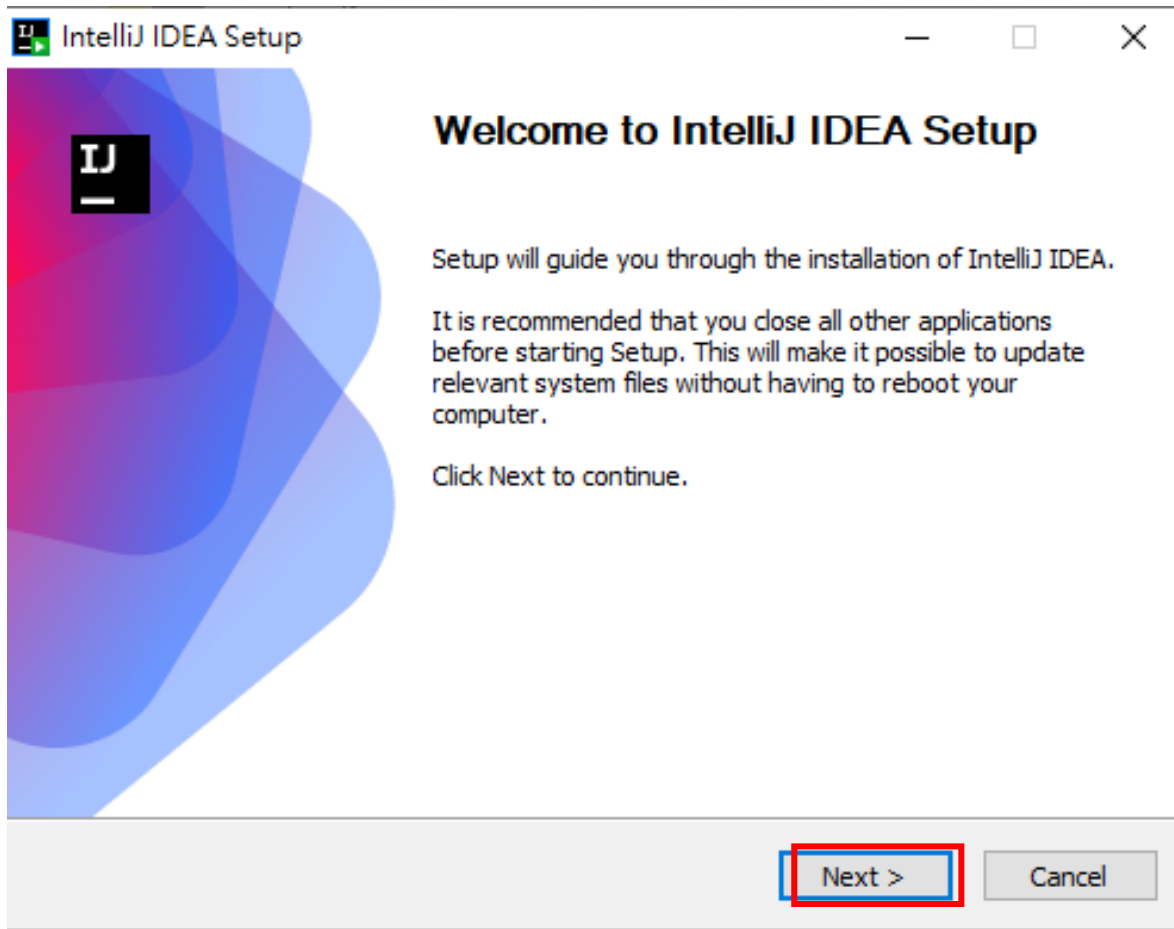 IntelliJ IDEA Setup
IJ
Welcome to IntelliJ IDEA Setup
Setup will guide you through the installation of IntelliJ IDEA.
It is recommended that you close all other applications
before starting Setup. This will make it possible to update
relevant system files without having to reboot your
computer.
Click Next to continue.
Next >
Cancel